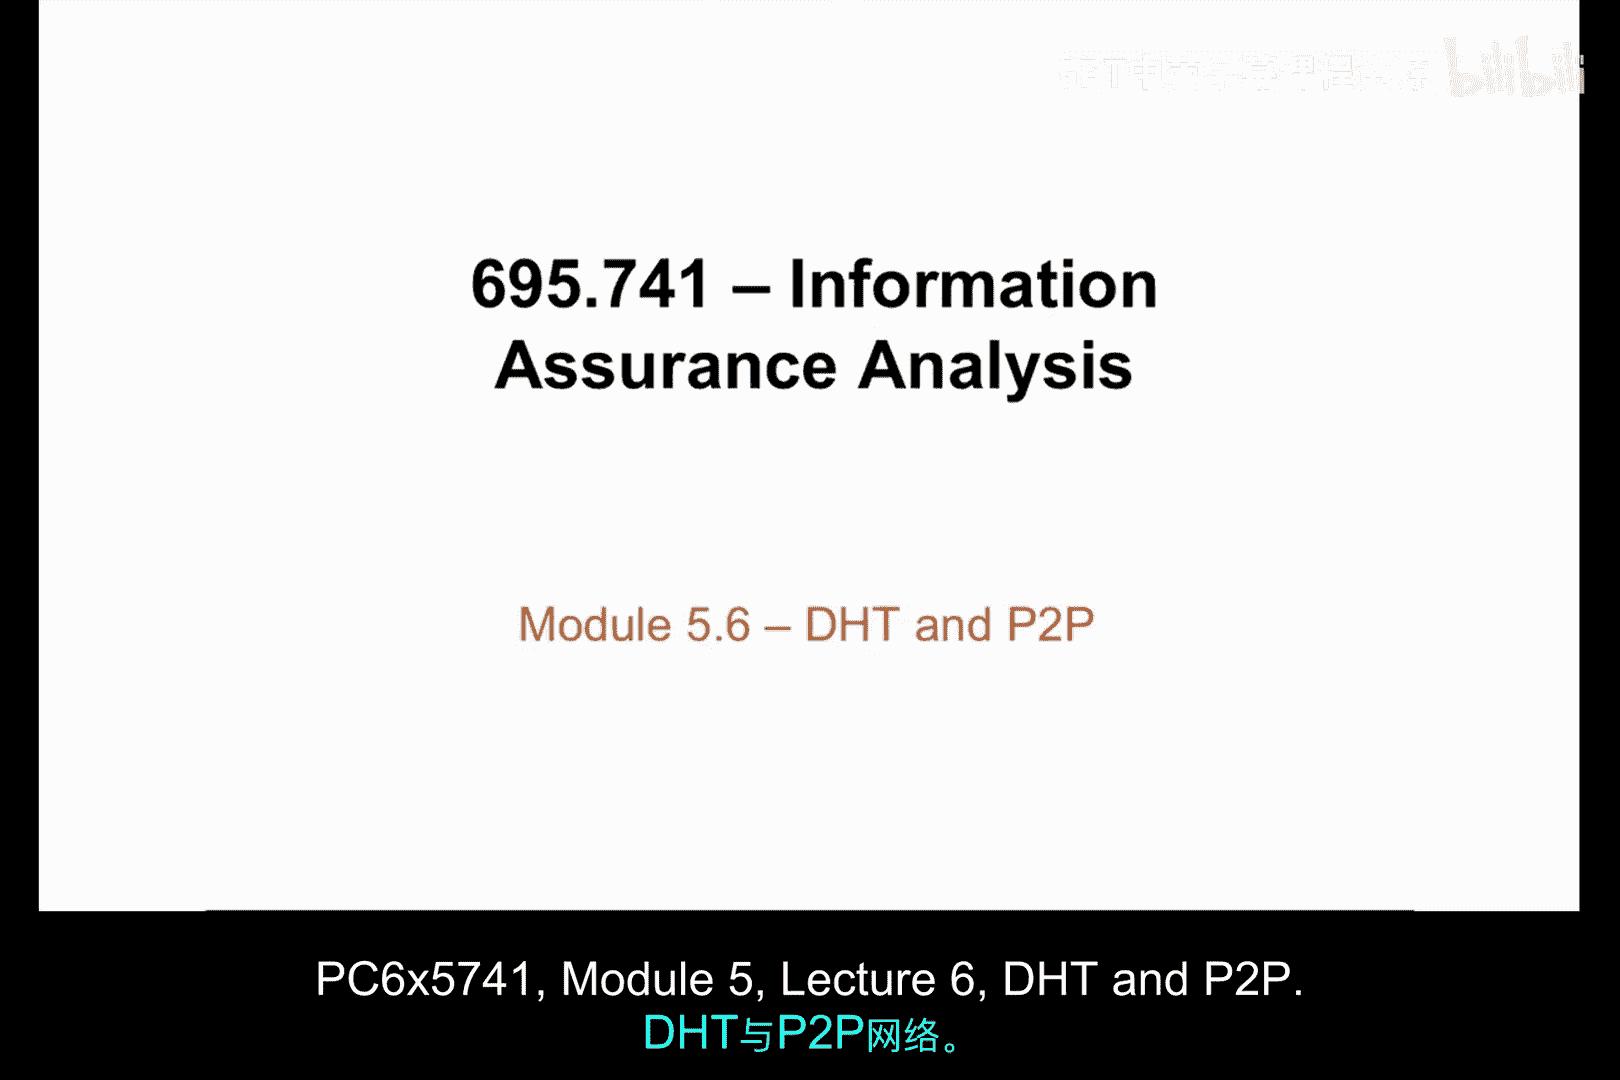 bilibili
695.741 – Information
Assurance Analysis
Module 5.6 – DHT and P2P
PC6x5741, Module 5, Lecture 6, DHT and P2P.
DHT与P2P网络。